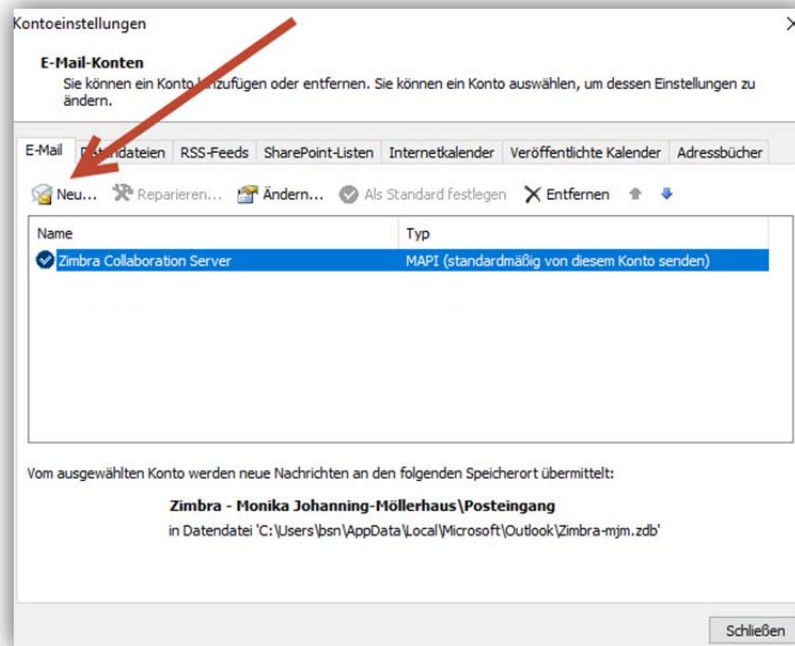 Kontoeinstellungen
E-Mail-Konten
Sie können ein Konto hinzufügen oder entfernen. Sie können ein Konto auswählen, um dessen Einstellungen zu
ändern.
E-Mail Datendateien RSS-Feeds SharePoint-Listen Internetkalender Veröffentlichte Kalender Adressbücher
Neu... Reparieren... Ändern... Als Standard festlegen Entfernen
Name Typ
Zimbra Collaboration Server MAPI (standardmäßig von diesem Konto senden)
Vom ausgewählten Konto werden neue Nachrichten an den folgenden Speicherort übermittelt:
Zimbra - Monika Johanning-Möllerhaus\Posteingang
in Datendatei 'C:\Users\bsn\AppData\Local\Microsoft\Outlook\Zimbra-mjm.zdb'
Schließen